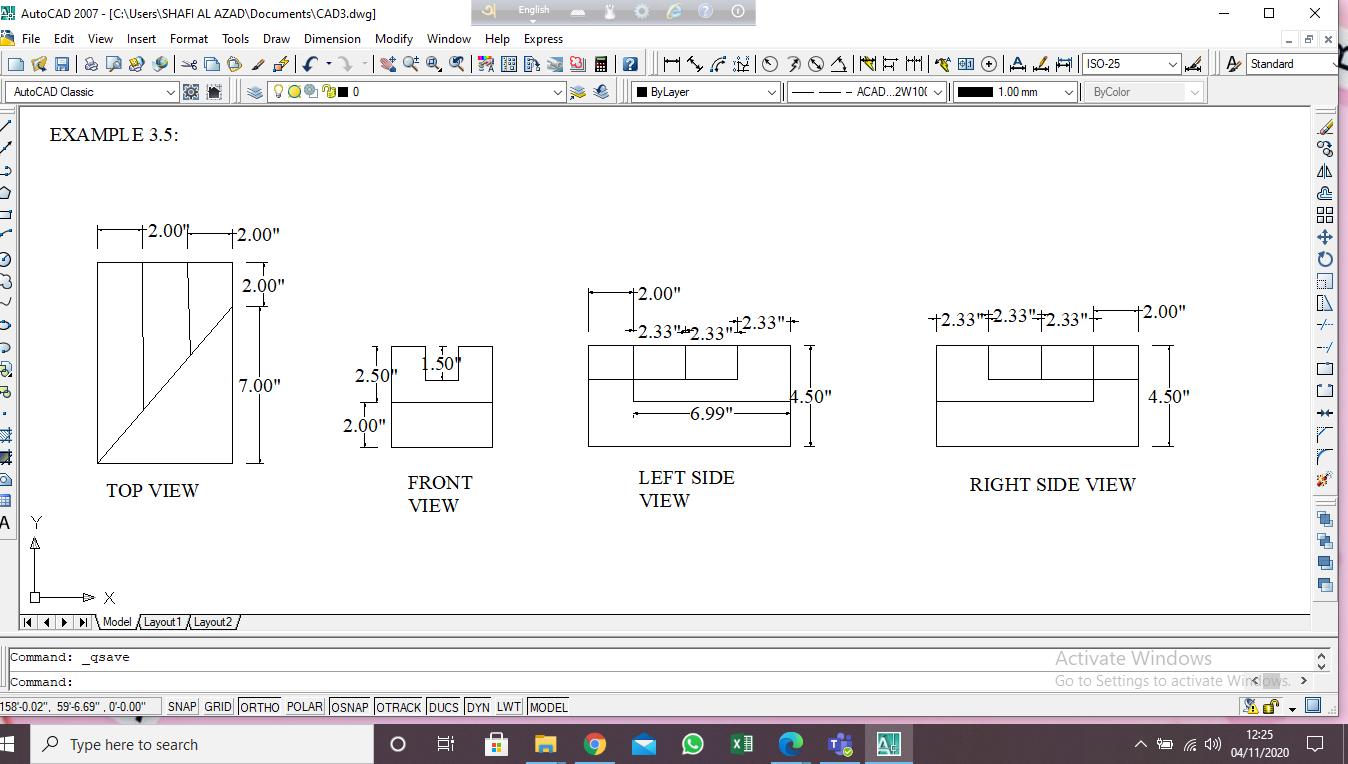 AutoCAD 2007 - [C:\Users\SHAFI AL AZAD\Documents\CAD3.dwg]
English
File Edit View Insert Format Tools Draw Dimension Modify Window Help Express
ISO-25 Standard
AutoCAD Classic 0 ByLayer ACAD...2W100 1.00 mm ByColor
EXAMPLE 3.5:
2.00" 2.00"
2.00"
7.00"
TOP VIEW
1.50"
2.50"
2.00"
FRONT
VIEW
2.00"
2.33" 2.33" 2.33"
4.50"
6.99"
LEFT SIDE
VIEW
2.33" 2.33" 2.33" 2.00"
4.50"
RIGHT SIDE VIEW
Y
X
A
Model Layout1 Layout2
Command: _qsave
Command:
Activate Windows
Go to Settings to activate Windows.
158'-0.02", 59'-6.69" , 0'-0.00" SNAP GRID ORTHO POLAR OSNAP OTRACK DUCS DYN LWT MODEL
Type here to search
12:25
04/11/2020